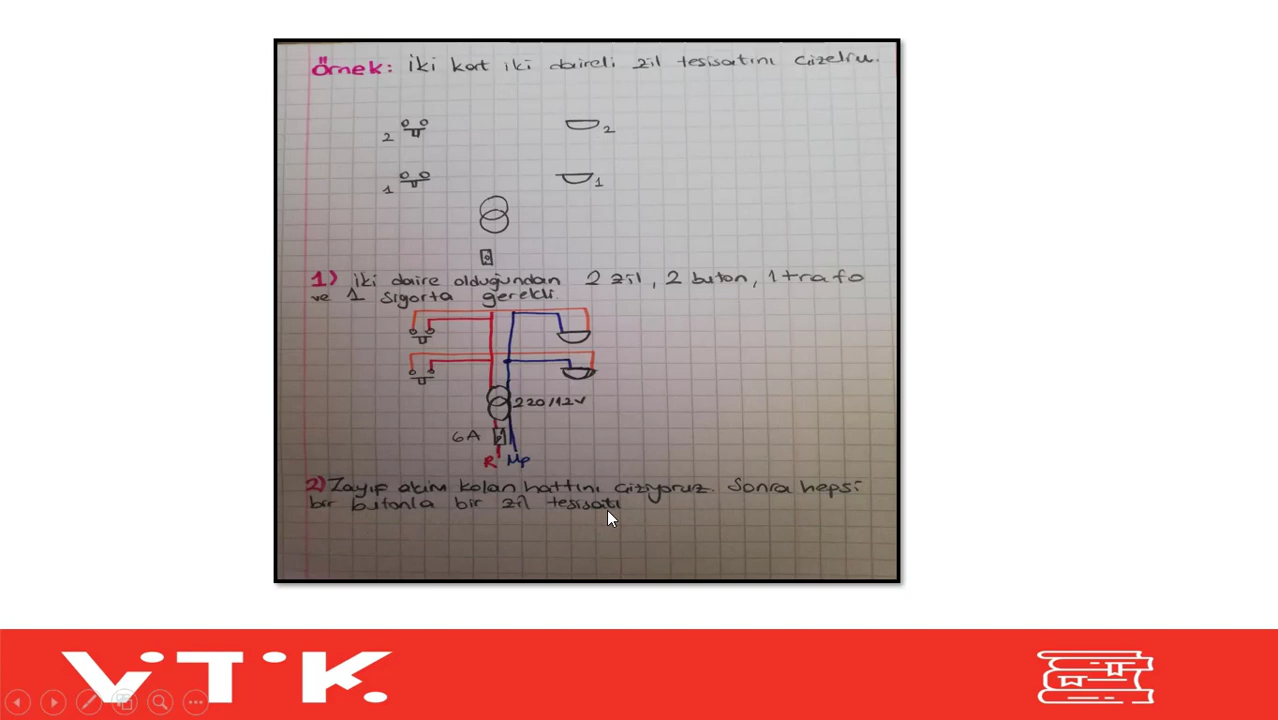 Örnek: İki kat iki daireli zil tesisatını çizelim.
2
2
1
1
1) İki daire olduğundan 2 zil, 2 buton, 1 trafo
ve 1 sigorta gerekli.
220/12V
6A
R Mp
2) Zayıf akım kolon hattını çiziyoruz. Sonra hepsi
bir butonla bir zil tesisatı
VTK